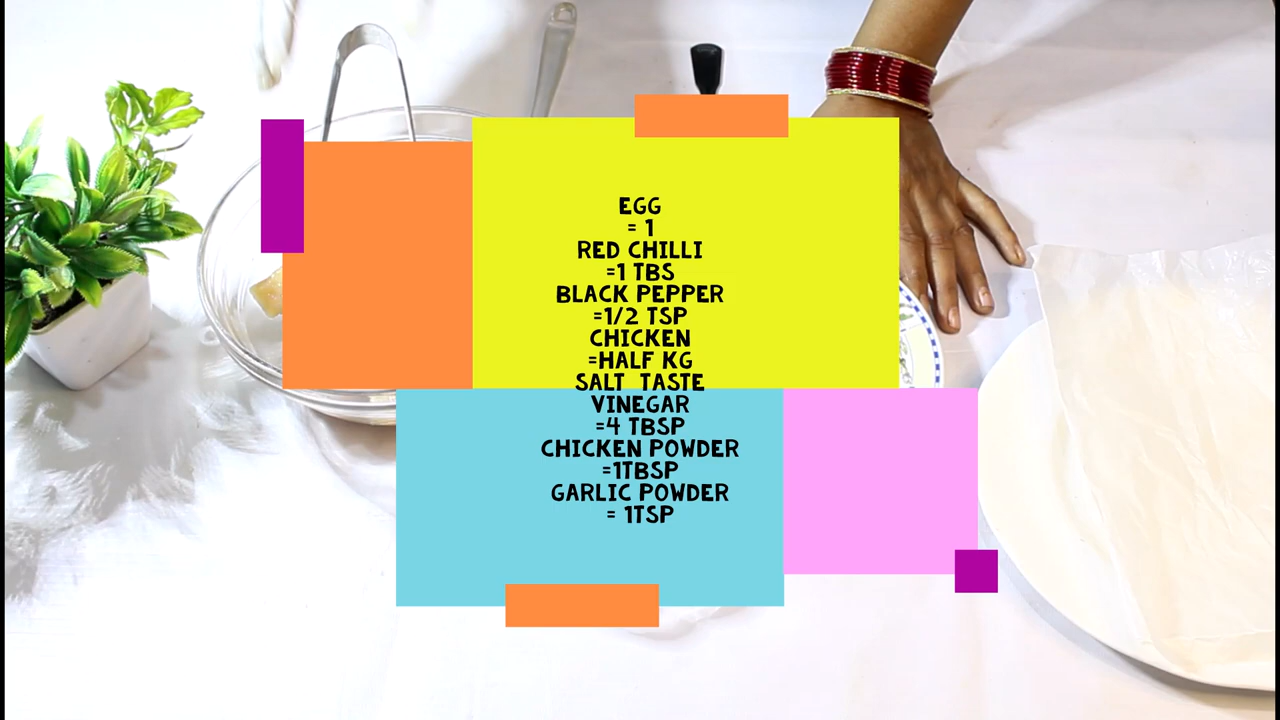 EGG
= 1
RED CHILLI
=1 TBS
BLACK PEPPER
=1/2 TSP
CHICKEN
=HALF KG
SALT TASTE
VINEGAR
=4 TBSP
CHICKEN POWDER
=1TBSP
GARLIC POWDER
= 1TSP